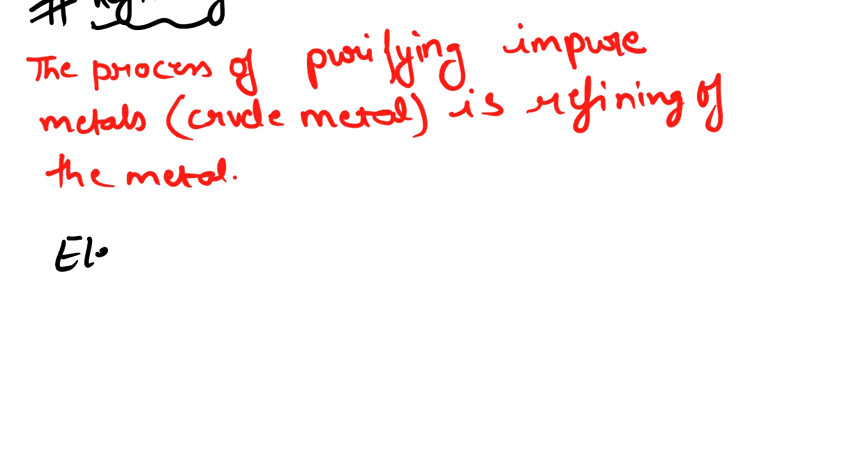 #
The process of purifying impure
metals (crude metal) is refining of
the metal.
El